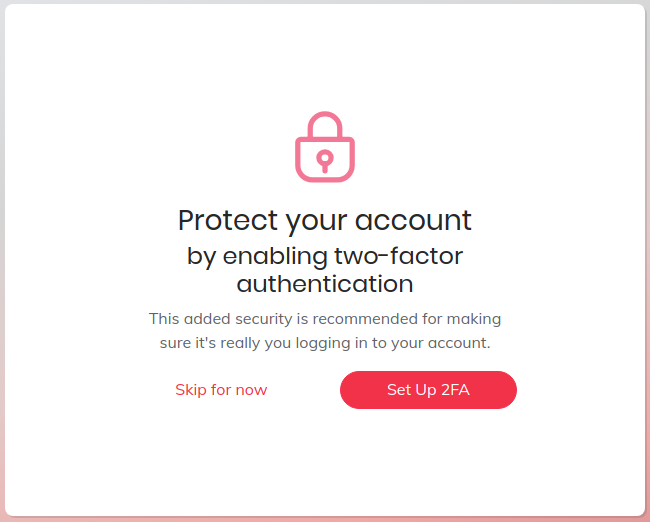 Protect your account
by enabling two-factor
authentication
This added security is recommended for making
sure it's really you logging in to your account.
Skip for now
Set Up 2FA